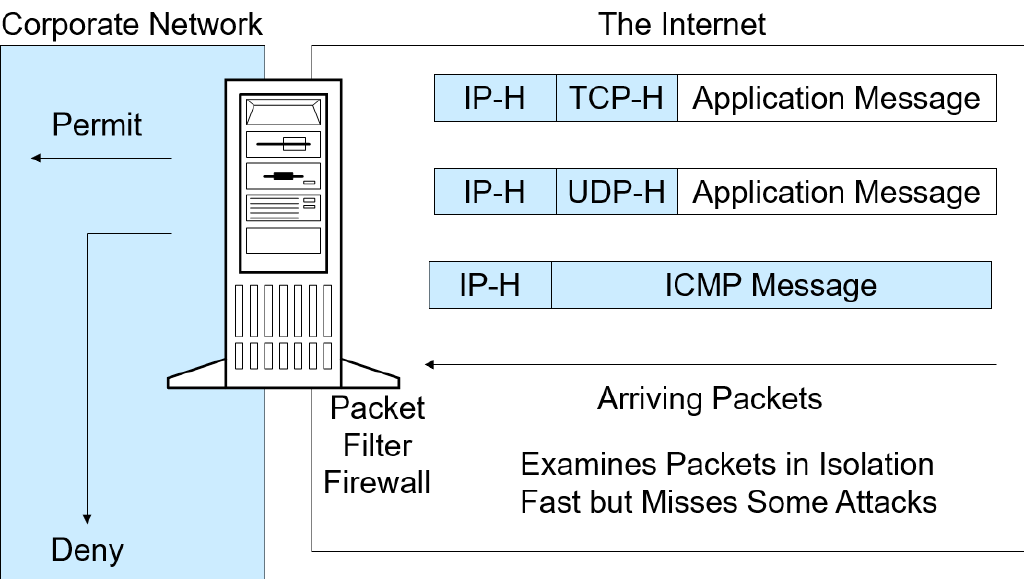 Corporate Network
The Internet
Permit
IP-H TCP-H Application Message
IP-H UDP-H Application Message
IP-H ICMP Message
Arriving Packets
Packet
Filter
Firewall
Examines Packets in Isolation
Fast but Misses Some Attacks
Deny